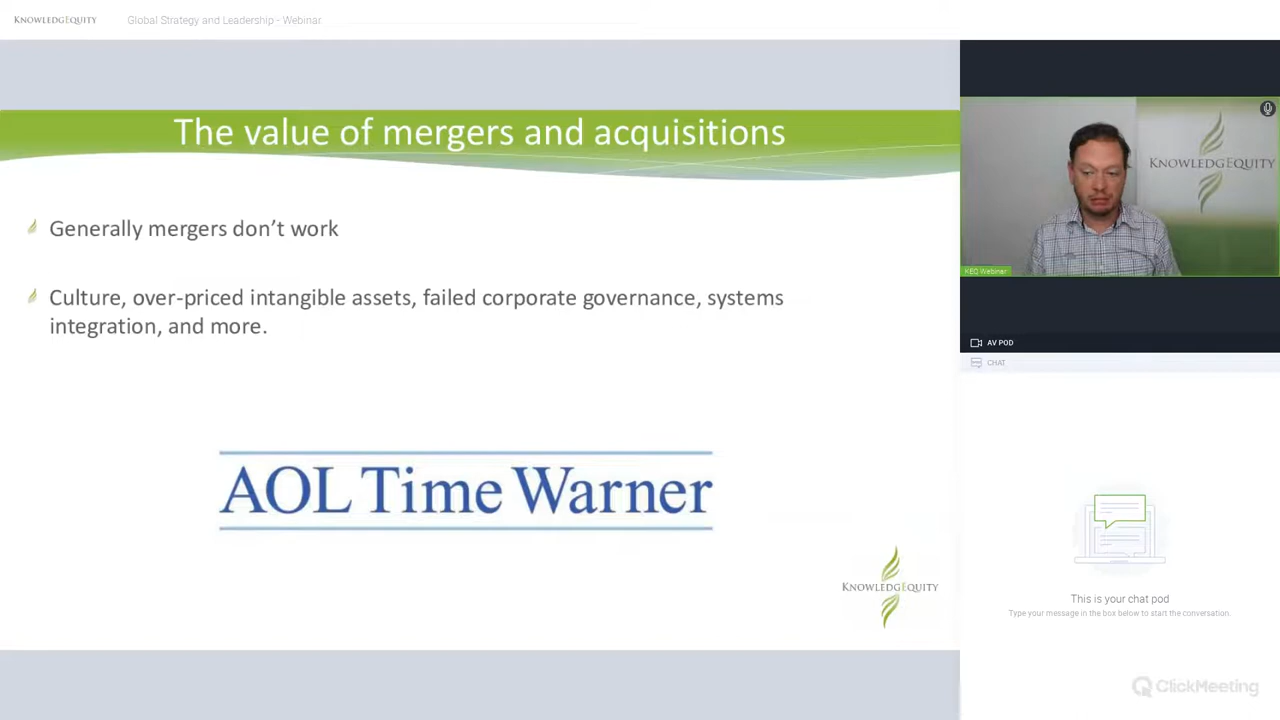 KNOWLEDGEQUITY
Global Strategy and Leadership - Webinar
The value of mergers and acquisitions
Generally mergers don’t work
Culture, over-priced intangible assets, failed corporate governance, systems
integration, and more.
AOL Time Warner
KNOWLEDGEQUITY
KNOWLEDGEQUITY
KEQ Webinar
AV POD
CHAT
This is your chat pod
Type your message in the box below to start the conversation.
ClickMeeting